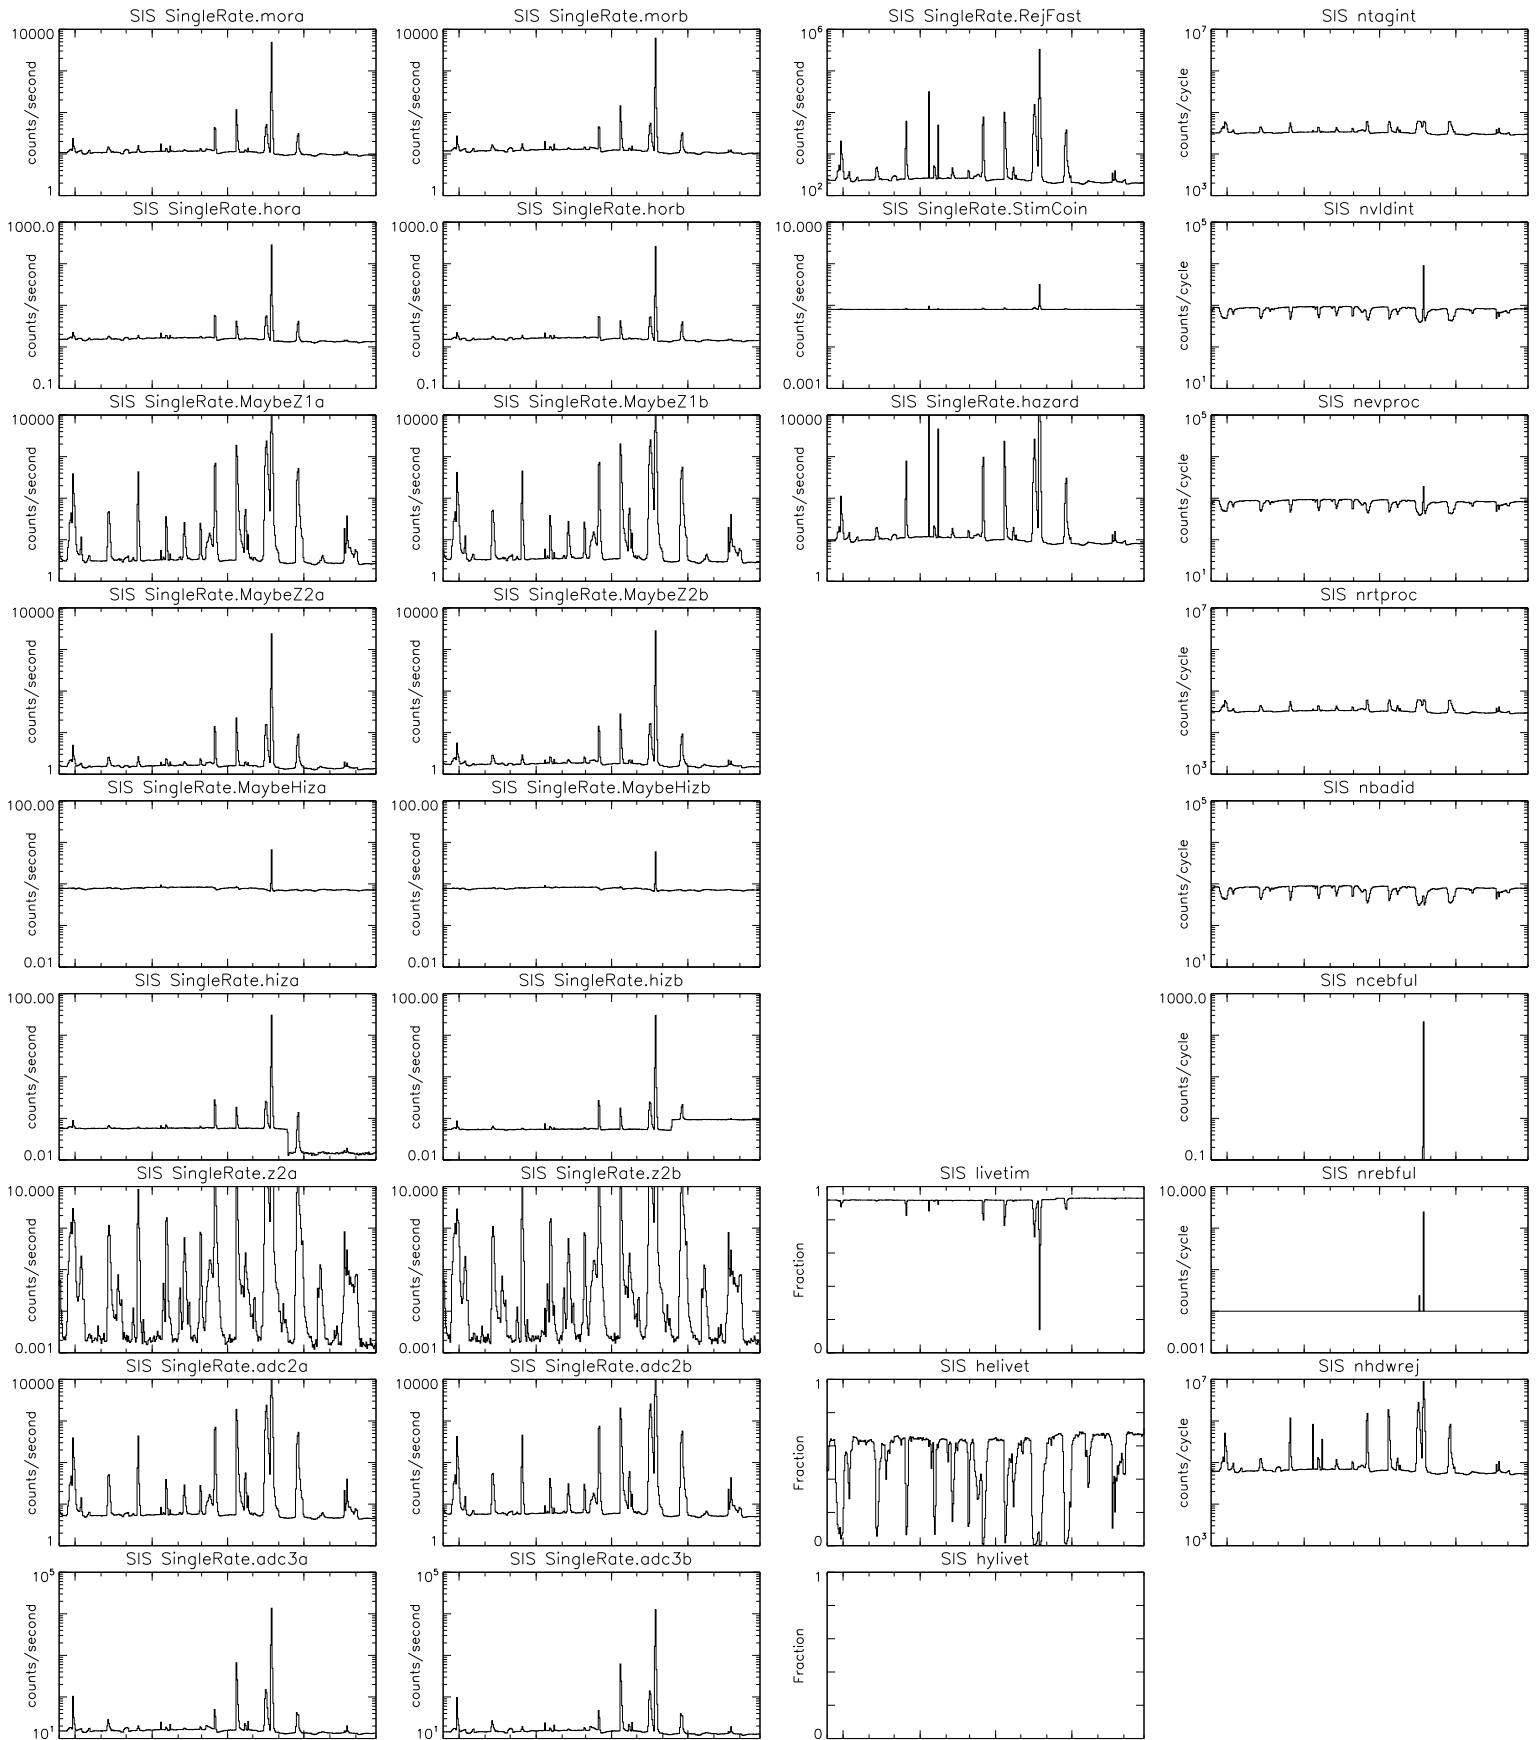 SIS SingleRate.mora
10000
counts/second
1
SIS SingleRate.morb
10000
counts/second
1
SIS SingleRate.RejFast
10^6
counts/second
10^2
SIS ntagint
10^7
counts/cycle
10^3
SIS SingleRate.hora
1000.0
counts/second
0.1
SIS SingleRate.horb
1000.0
counts/second
0.1
SIS SingleRate.StimCoin
10.000
counts/second
0.001
SIS nvldint
10^5
counts/cycle
10^1
SIS SingleRate.MaybeZ1a
10000
counts/second
1
SIS SingleRate.MaybeZ1b
10000
counts/second
1
SIS SingleRate.hazard
10000
counts/second
1
SIS nevproc
10^5
counts/cycle
10^1
SIS SingleRate.MaybeZ2a
10000
counts/second
1
SIS SingleRate.MaybeZ2b
10000
counts/second
1
SIS nrtproc
10^7
counts/cycle
10^3
SIS SingleRate.MaybeHiza
100.00
counts/second
0.01
SIS SingleRate.MaybeHizb
100.00
counts/second
0.01
SIS nbadid
10^5
counts/cycle
10^1
SIS SingleRate.hiza
100.00
counts/second
0.01
SIS SingleRate.hizb
100.00
counts/second
0.01
SIS ncebful
1000.0
counts/cycle
0.1
SIS SingleRate.z2a
10.000
counts/second
0.001
SIS SingleRate.z2b
10.000
counts/second
0.001
SIS livetim
1
Fraction
0
SIS nrebful
10.000
counts/cycle
0.001
SIS SingleRate.adc2a
10000
counts/second
1
SIS SingleRate.adc2b
10000
counts/second
1
SIS helivet
1
Fraction
0
SIS nhdwrej
10^7
counts/cycle
10^3
SIS SingleRate.adc3a
10^5
counts/second
10^1
SIS SingleRate.adc3b
10^5
counts/second
10^1
SIS hylivet
1
Fraction
0